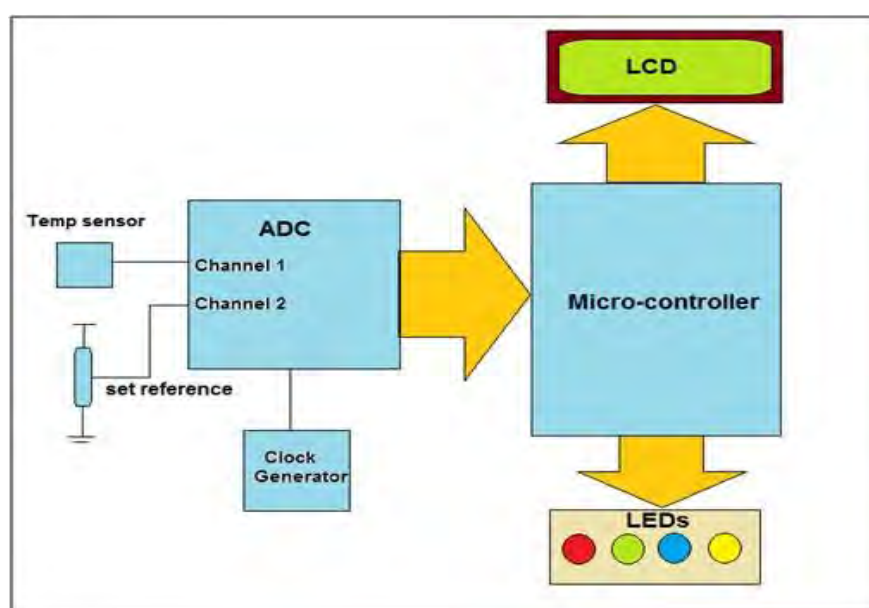 LCD
Temp sensor
ADC
Channel 1
Channel 2
Micro-controller
set reference
Clock
Generator
LEDs